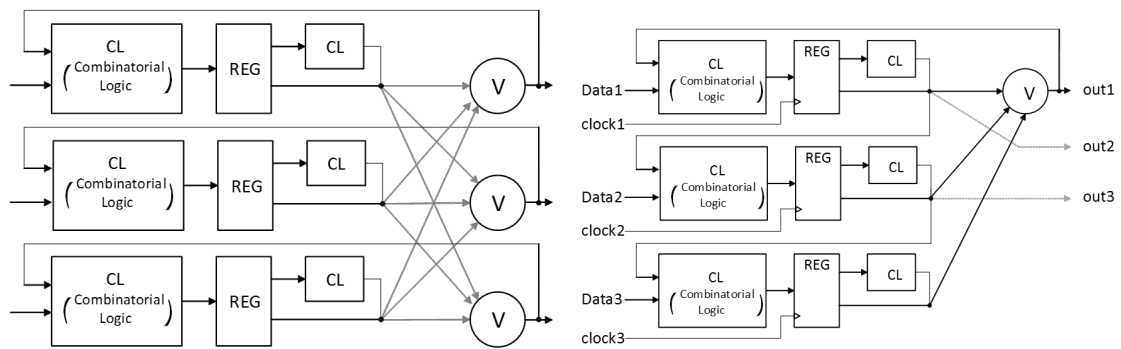 CL
(Combinatorial
Logic)
REG
CL
V
CL
(Combinatorial
Logic)
REG
CL
V
CL
(Combinatorial
Logic)
REG
CL
V
CL
(Combinatorial
Logic)
REG
CL
V
Data1
clock1
out1
out2
CL
(Combinatorial
Logic)
REG
CL
Data2
clock2
out3
CL
(Combinatorial
Logic)
REG
CL
Data3
clock3